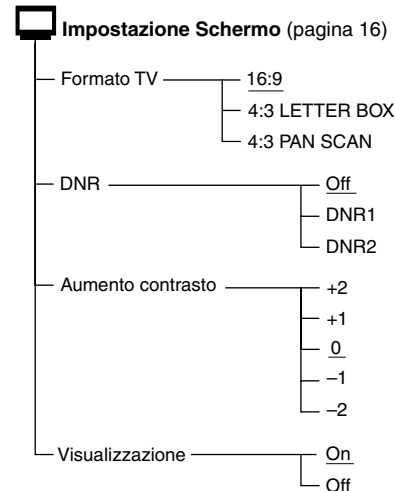 Impostazione Schermo (pagina 16)
Formato TV
16:9
4:3 LETTER BOX
4:3 PAN SCAN
DNR
Off
DNR1
DNR2
Aumento contrasto
+2
+1
0
–1
–2
Visualizzazione
On
Off